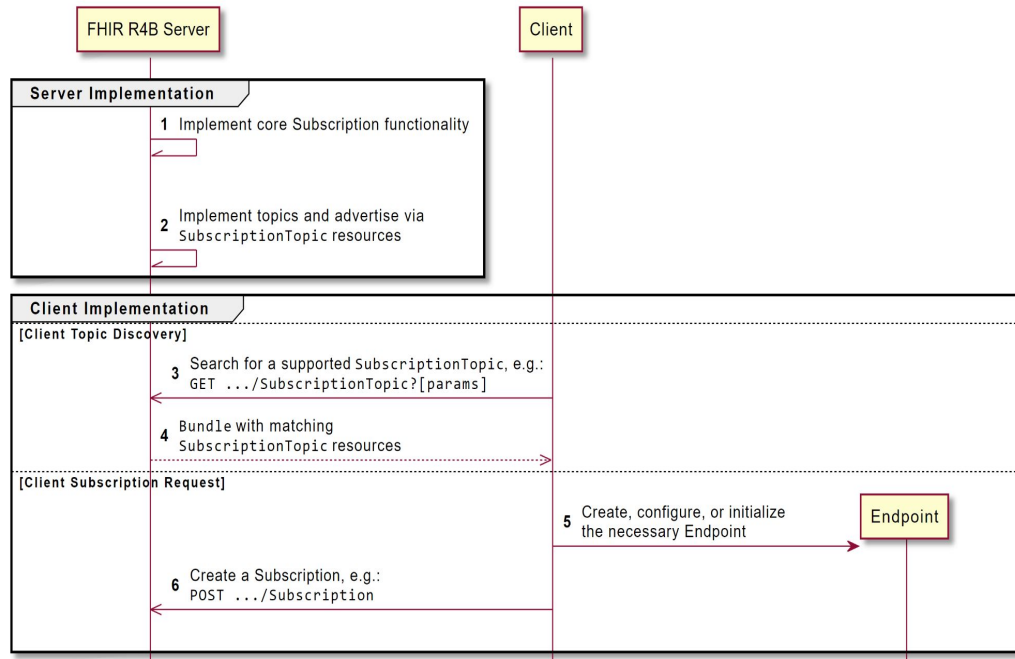 FHIR R4B Server
Client
Server Implementation
1 Implement core Subscription functionality
2 Implement topics and advertise via
SubscriptionTopic resources
Client Implementation
[Client Topic Discovery]
3 Search for a supported SubscriptionTopic, e.g.:
GET .../SubscriptionTopic?[params]
4 Bundle with matching
SubscriptionTopic resources
[Client Subscription Request]
5 Create, configure, or initialize
the necessary Endpoint
Endpoint
6 Create a Subscription, e.g.:
POST .../Subscription